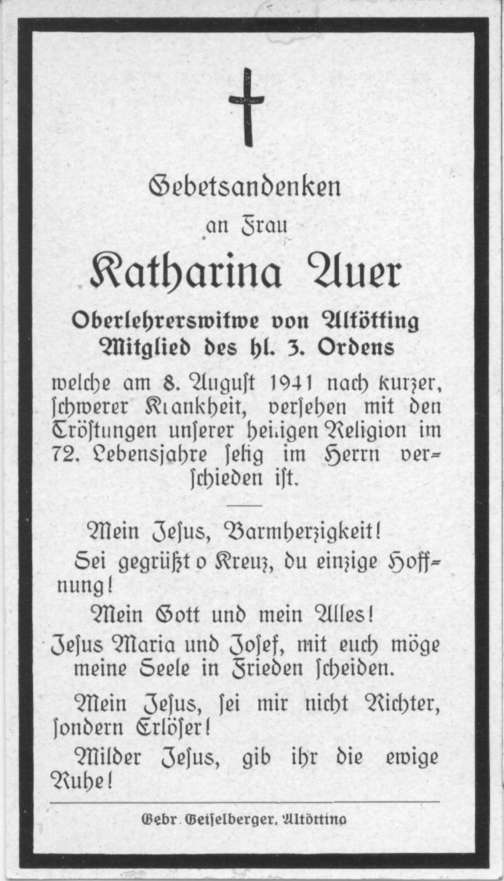 Gebetsandenken
an Frau
Katharina Auer
Oberlehrerswitwe von Altötting
Mitglied des hl. 3. Ordens
welche am 8. August 1941 nach kurzer,
schwerer Krankheit, versehen mit den
Tröstungen unserer heiligen Religion im
72. Lebensjahre selig im Herrn ver=
schieden ist.
Mein Jesus, Barmherzigkeit!
Sei gegrüßt o Kreuz, du einzige Hoff=
nung!
Mein Gott und mein Alles!
Jesus Maria und Josef, mit euch möge
meine Seele in Frieden scheiden.
Mein Jesus, sei mir nicht Richter,
sondern Erlöser!
Milder Jesus, gib ihr die ewige
Ruhe!
Gebr. Geiselberger, Altötting